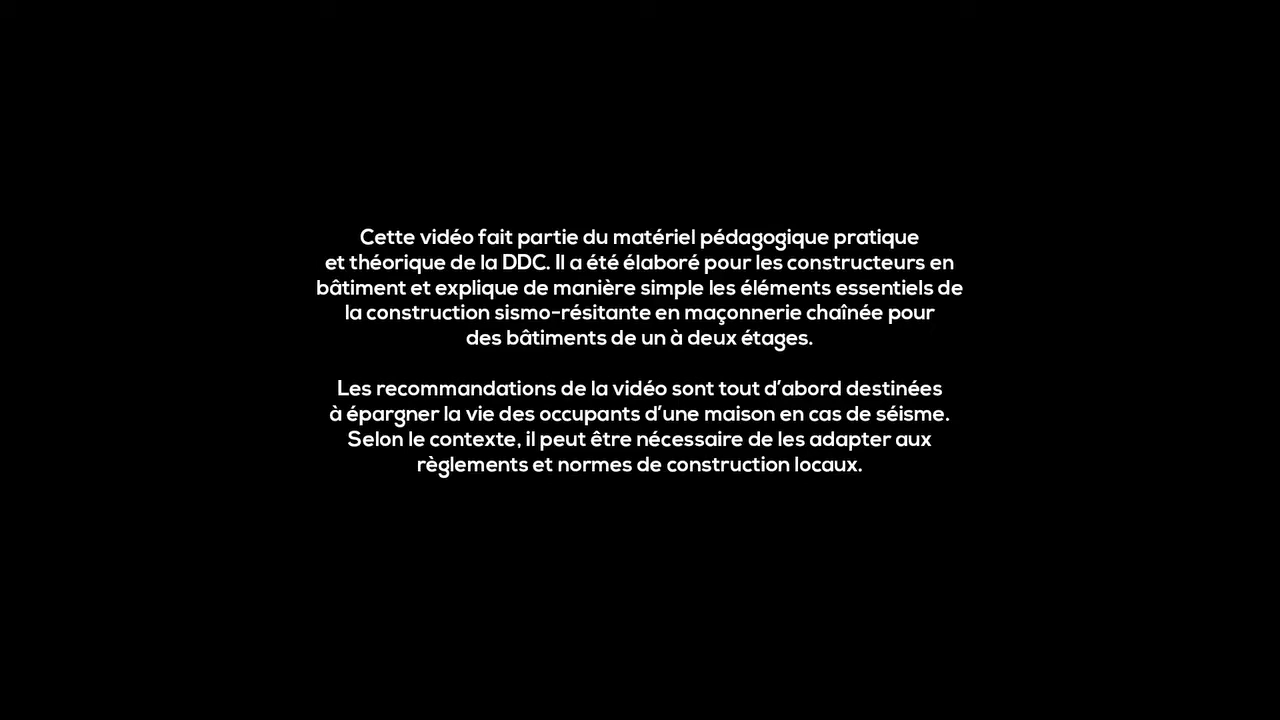 Cette vidéo fait partie du matériel pédagogique pratique
et théorique de la DDC. Il a été élaboré pour les constructeurs en
bâtiment et explique de manière simple les éléments essentiels de
la construction sismo-résitante en maçonnerie chaînée pour
des bâtiments de un à deux étages.
Les recommandations de la vidéo sont tout d'abord destinées
à épargner la vie des occupants d'une maison en cas de séisme.
Selon le contexte, il peut être nécessaire de les adapter aux
règlements et normes de construction locaux.